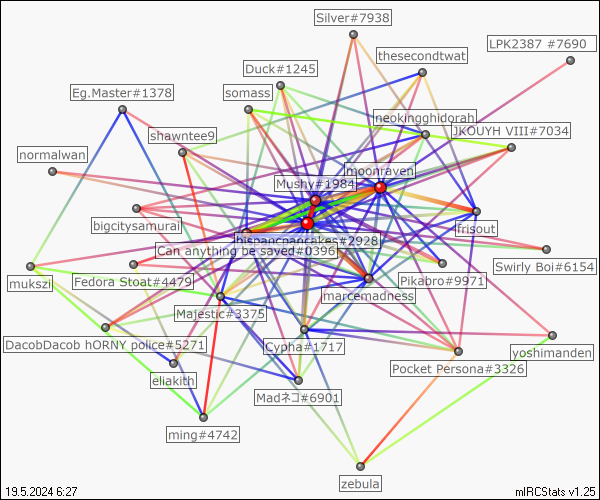 Silver#7938
LPK2387 #7690
thesecondtwat
Duck#1245
Eg.Master#1378
somass
neokingghidorah
JKOUYH VIII#7034
shawntee9
normalwan
moonraven
Mushy#1984
bigcitysamurai
frisout
hispancpancakes#2928
Can anything be saved#0396
Swirly Boi#6154
mukszi
Fedora Stoat#4479
Pikabro#9971
marcemadness
Majestic#3375
DacobDacob hORNY police#5271
Cypha#1717
yoshimanden
Pocket Persona#3326
eliakith
Madネコ#6901
ming#4742
zebula
19.5.2024 6:27
mIRCStats v1.25